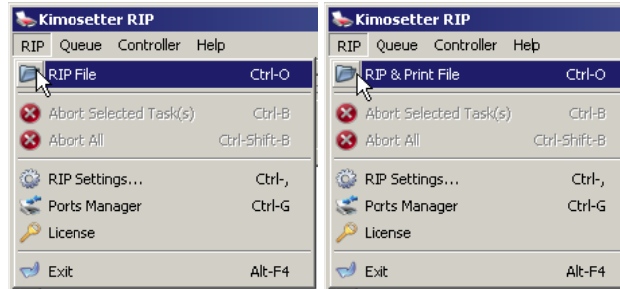 Kimosetter RIP
RIP Queue Controller Help
RIP File Ctrl-O
Abort Selected Task(s) Ctrl-B
Abort All Ctrl-Shift-B
RIP Settings... Ctrl-,
Ports Manager Ctrl-G
License
Exit Alt-F4
Kimosetter RIP
RIP Queue Controller Help
RIP & Print File Ctrl-O
Abort Selected Task(s) Ctrl-B
Abort All Ctrl-Shift-B
RIP Settings... Ctrl-,
Ports Manager Ctrl-G
License
Exit Alt-F4